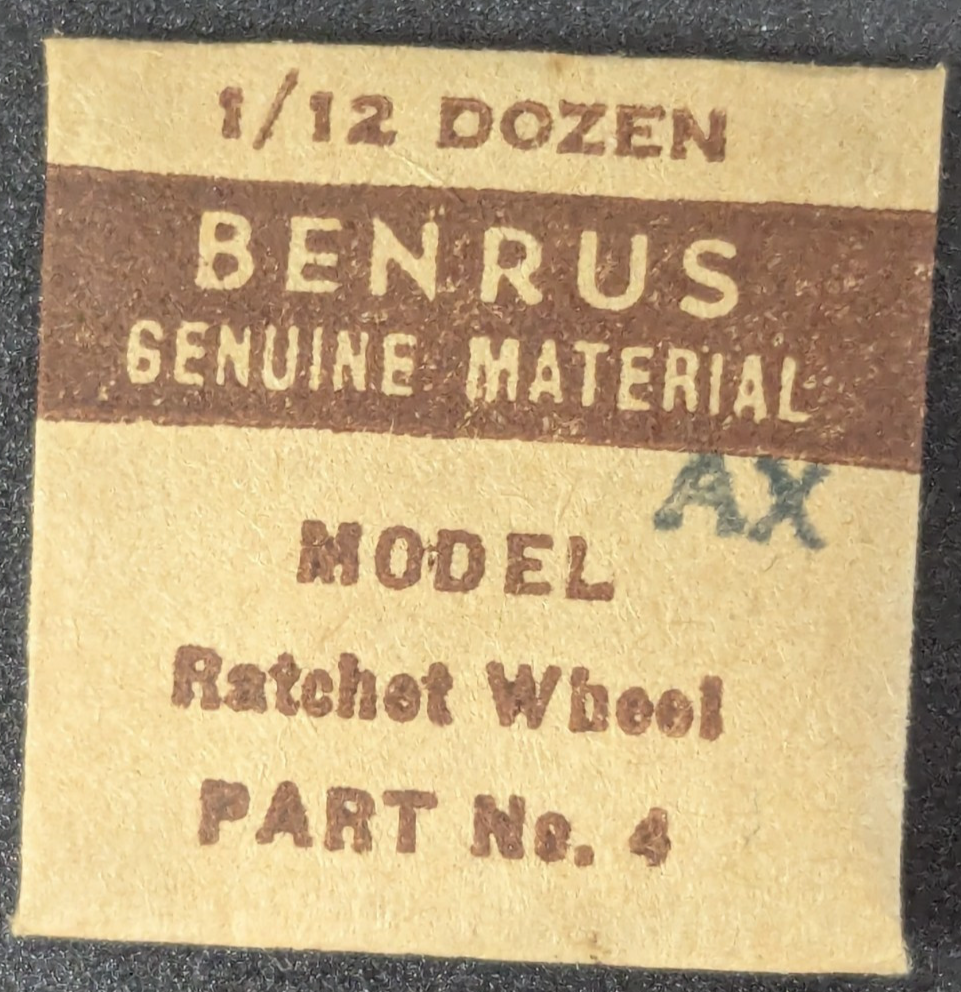 1/12 DOZEN
BENRUS
GENUINE MATERIAL
AX
MODEL
Ratchet Wheel
PART No. 4